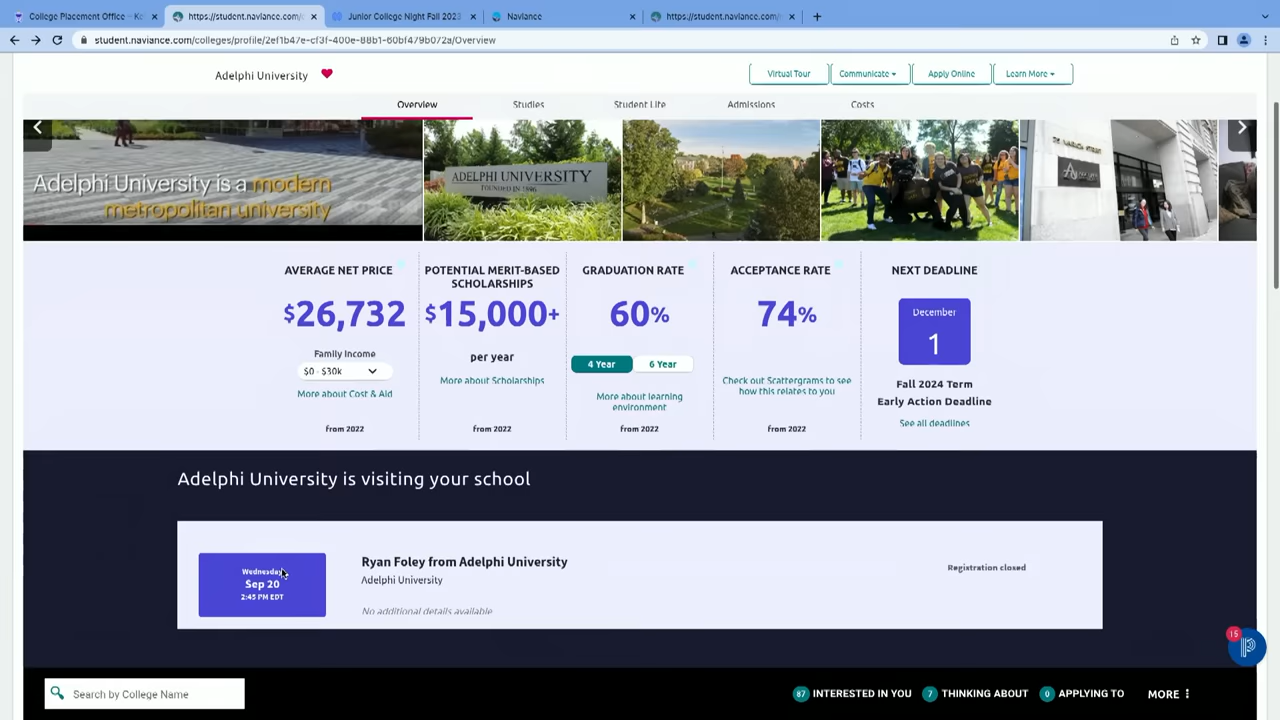 College Placement Office – Ko
https://student.naviance.com/c
Junior College Night Fall 2023
Naviance
https://student.naviance.com/
student.naviance.com/colleges/profile/2ef1b47e-cf3f-400e-88b1-60bf479b072a/Overview
Adelphi University
Virtual Tour
Communicate
Apply Online
Learn More
Overview
Studies
Student Life
Admissions
Costs
Adelphi University is a modern
metropolitan university
ADELPHI UNIVERSITY
FOUNDED IN 1896
AVERAGE NET PRICE
$26,732
Family Income
$0 - $30k
More about Cost & Aid
from 2022
POTENTIAL MERIT-BASED
SCHOLARSHIPS
$15,000+
per year
More about Scholarships
from 2022
GRADUATION RATE
60%
4 Year
6 Year
More about learning
environment
from 2022
ACCEPTANCE RATE
74%
Check out Scattergrams to see
how this relates to you
from 2022
NEXT DEADLINE
December
1
Fall 2024 Term
Early Action Deadline
See all deadlines
Adelphi University is visiting your school
Wednesday
Sep 20
2:45 PM EDT
Ryan Foley from Adelphi University
Adelphi University
No additional details available
Registration closed
15
Search by College Name
87 INTERESTED IN YOU
7 THINKING ABOUT
0 APPLYING TO
MORE